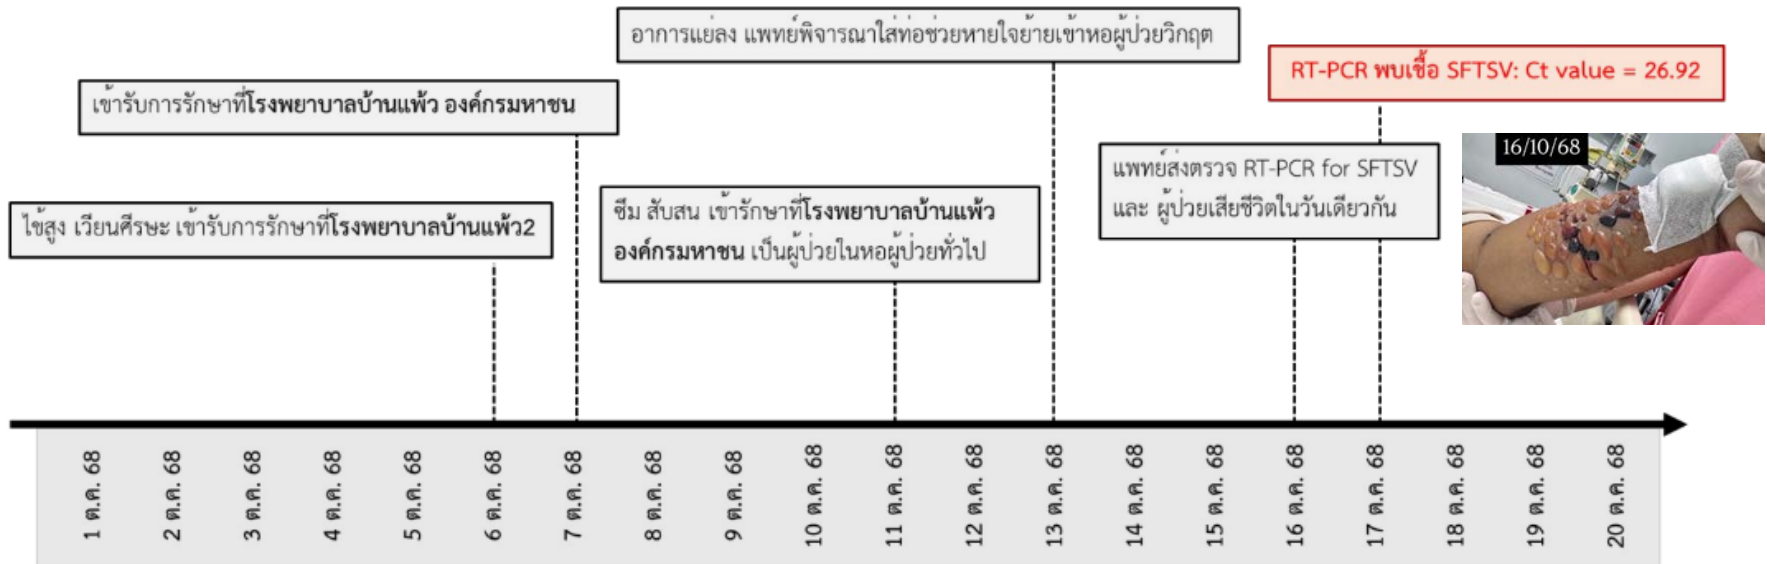 อาการแย่ลง แพทย์พิจารณาใส่ท่อช่วยหายใจย้ายเข้าหอผู้ป่วยวิกฤต
RT-PCR พบเชื้อ SFTSV: Ct value = 26.92
เข้ารับการรักษาที่โรงพยาบาลบ้านแพ้ว องค์กรมหาชน
16/10/68
แพทย์ส่งตรวจ RT-PCR for SFTSV
และ ผู้ป่วยเสียชีวิตในวันเดียวกัน
ไข้สูง เวียนศีรษะ เข้ารับการรักษาที่โรงพยาบาลบ้านแพ้ว2
ซึม สับสน เข้ารักษาที่โรงพยาบาลบ้านแพ้ว
องค์กรมหาชน เป็นผู้ป่วยในหอผู้ป่วยทั่วไป
1 ต.ค. 68
2 ต.ค. 68
3 ต.ค. 68
4 ต.ค. 68
5 ต.ค. 68
6 ต.ค. 68
7 ต.ค. 68
8 ต.ค. 68
9 ต.ค. 68
10 ต.ค. 68
11 ต.ค. 68
12 ต.ค. 68
13 ต.ค. 68
14 ต.ค. 68
15 ต.ค. 68
16 ต.ค. 68
17 ต.ค. 68
18 ต.ค. 68
19 ต.ค. 68
20 ต.ค. 68